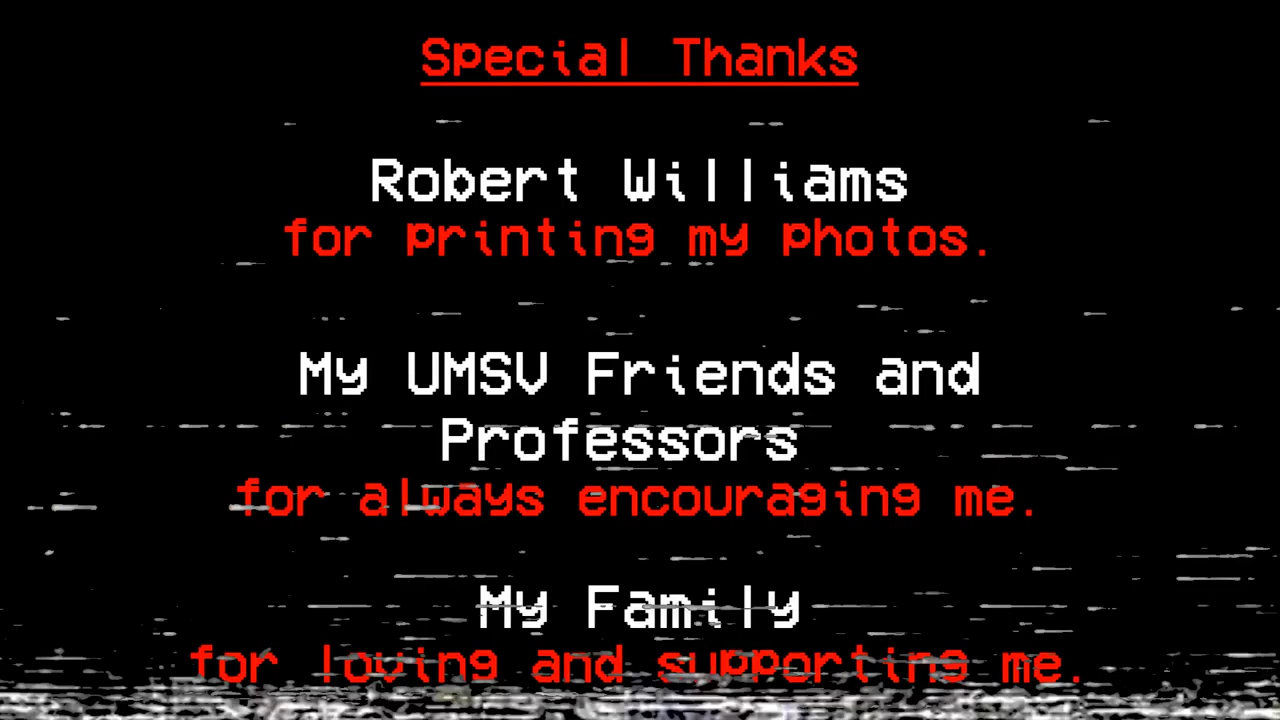 Special Thanks
Robert Williams
for printing my photos.
My UMSV Friends and
Professors
for always encouraging me.
My Family
for loving and supporting me.